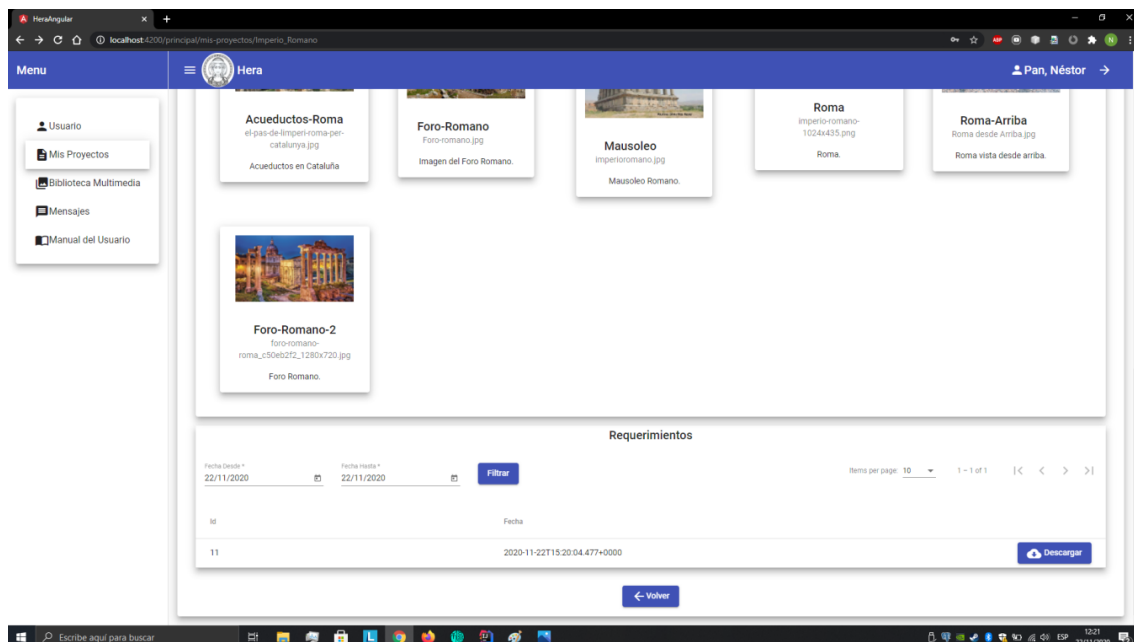 HeraAngular
localhost:4200/principal/mis-proyectos/Imperio_Romano
ABP
N
Menu
Hera
Pan, Néstor
Usuario
Mis Proyectos
Biblioteca Multimedia
Mensajes
Manual del Usuario
Acueductos-Roma
el-pas-de-limperi-roma-per-
catalunya.jpg
Acueductos en Cataluña
Foro-Romano
Foro-romano.jpg
Imagen del Foro Romano.
Mausoleo
imperioromano.jpg
Mausoleo Romano.
Roma
imperio-romano-
1024x435.png
Roma.
Roma-Arriba
Roma desde Arriba.jpg
Roma vista desde arriba.
Foro-Romano-2
foro-romano-
roma_c50eb2f2_1280x720.jpg
Foro Romano.
Requerimientos
Fecha Desde *
22/11/2020
Fecha Hasta *
22/11/2020
Filtrar
Items per page: 10
1 – 1 of 1
Id
Fecha
11
2020-11-22T15:20:04.477+0000
Descargar
Volver
Escribe aquí para buscar
L
ESP
12:21
22/11/2020